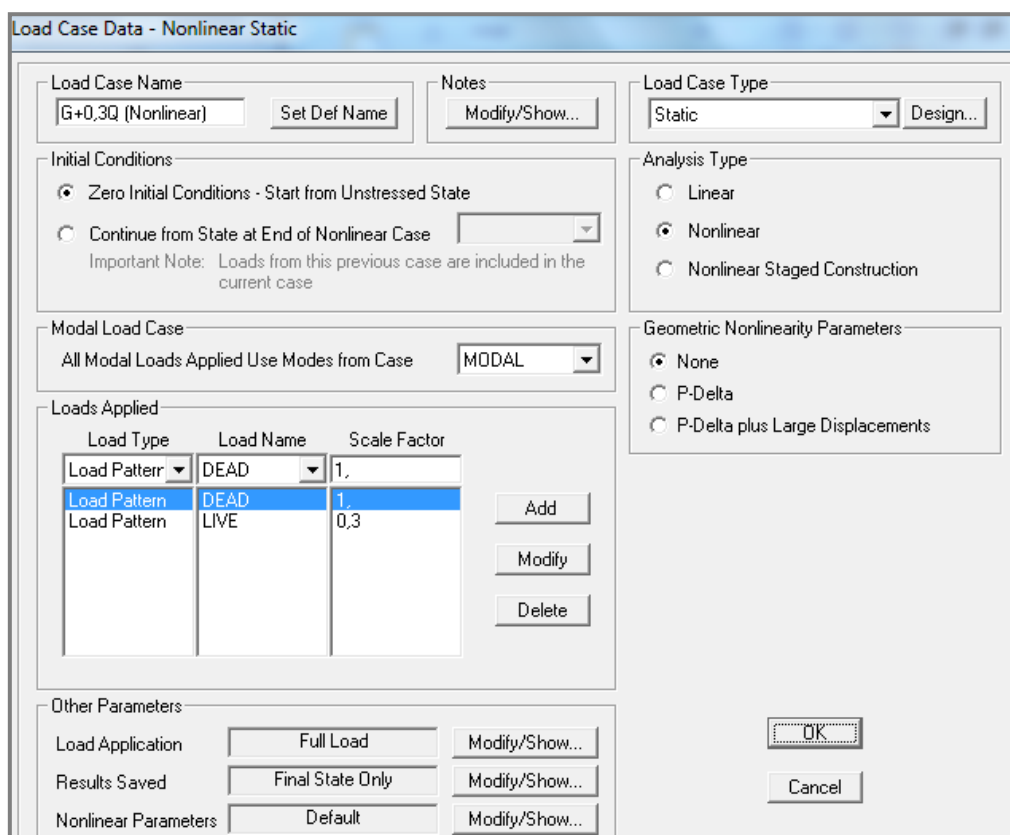 Load Case Data - Nonlinear Static
Load Case Name
G+0,3Q (Nonlinear)
Set Def Name
Notes
Modify/Show...
Load Case Type
Static
Design...
Initial Conditions
Zero Initial Conditions - Start from Unstressed State
Continue from State at End of Nonlinear Case
Important Note: Loads from this previous case are included in the
current case
Analysis Type
Linear
Nonlinear
Nonlinear Staged Construction
Modal Load Case
All Modal Loads Applied Use Modes from Case
MODAL
Geometric Nonlinearity Parameters
None
P-Delta
P-Delta plus Large Displacements
Loads Applied
Load Type Load Name Scale Factor
Load Pattern DEAD 1,
Load Pattern DEAD 1,
Load Pattern LIVE 0,3
Add
Modify
Delete
Other Parameters
Load Application Full Load Modify/Show...
Results Saved Final State Only Modify/Show...
Nonlinear Parameters Default Modify/Show...
OK
Cancel